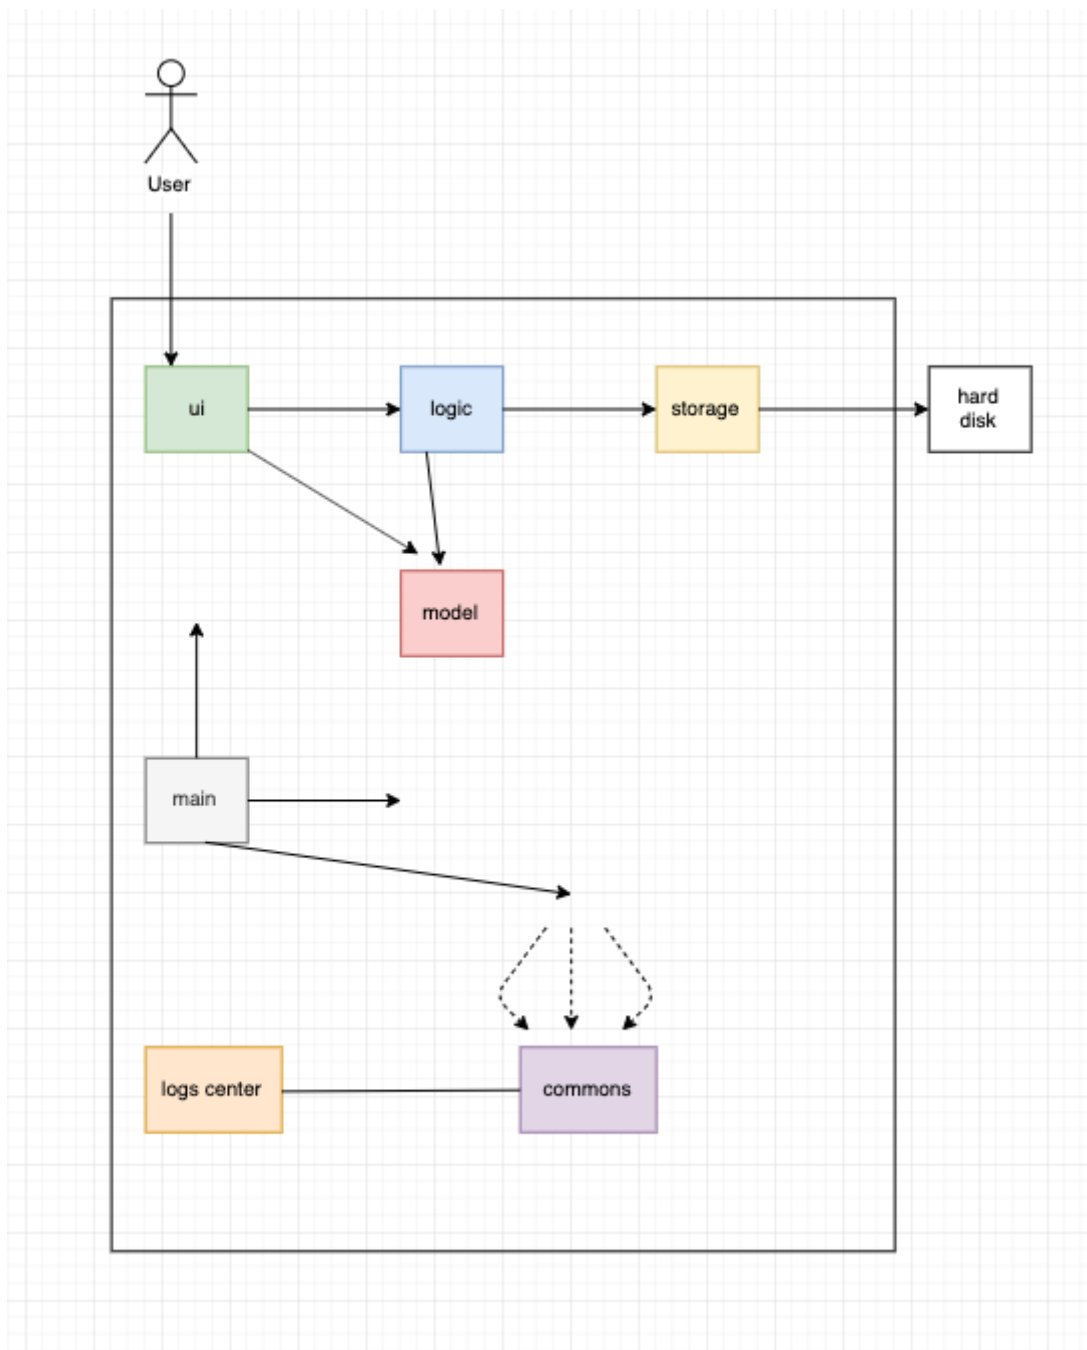 User
ui
logic
storage
hard
disk
model
main
logs center
commons